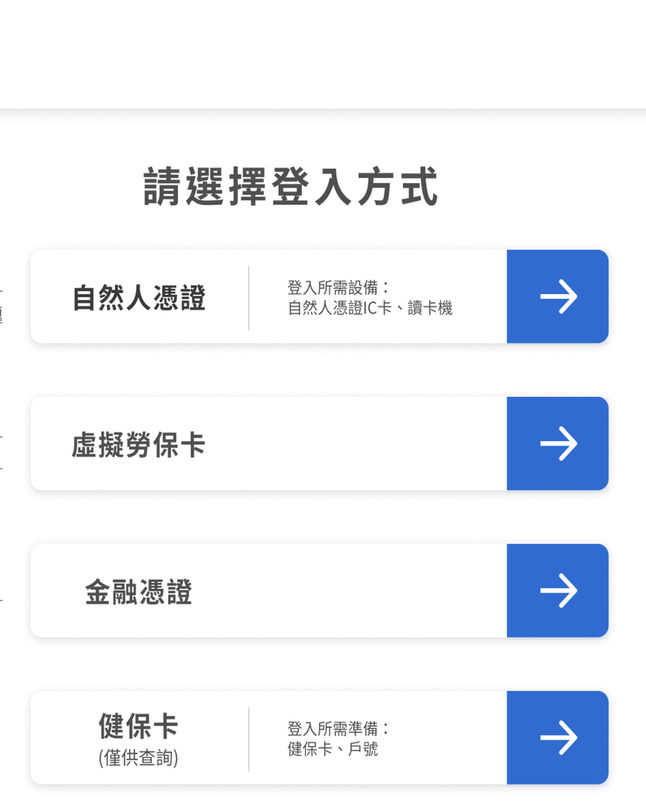 請選擇登入方式
自然人憑證
登入所需設備：
自然人憑證IC卡、讀卡機
虛擬勞保卡
金融憑證
健保卡
(僅供查詢)
登入所需準備：
健保卡、戶號